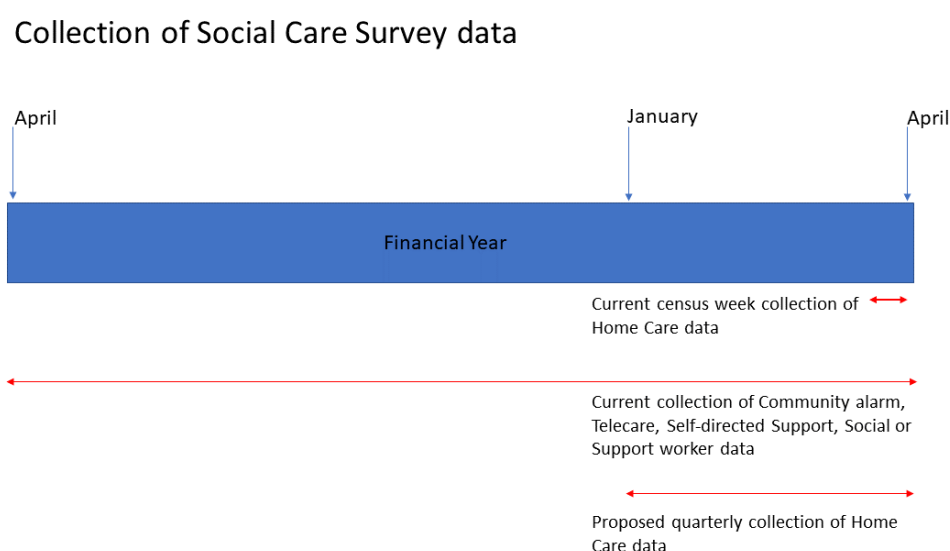 Collection of Social Care Survey data
April
January
April
Financial Year
Current census week collection of
Home Care data
Current collection of Community alarm,
Telecare, Self-directed Support, Social or
Support worker data
Proposed quarterly collection of Home
Care data